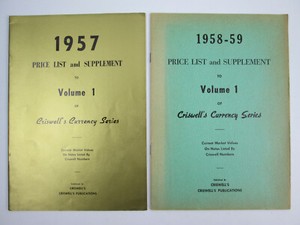 1957
PRICE LIST and SUPPLEMENT
to
Volume 1
OF
Criswell's Currency Series
Current Market Values
On Notes Listed By
Criswell Numbers
Published by
CRISWELL'S
CRISWELL'S PUBLICATIONS
1958-59
PRICE LIST and SUPPLEMENT
to
Volume 1
OF
Criswell's Currency Series
Current Market Values
On Notes Listed By
Criswell Numbers
Published by
CRISWELL'S
CRISWELL'S PUBLICATIONS